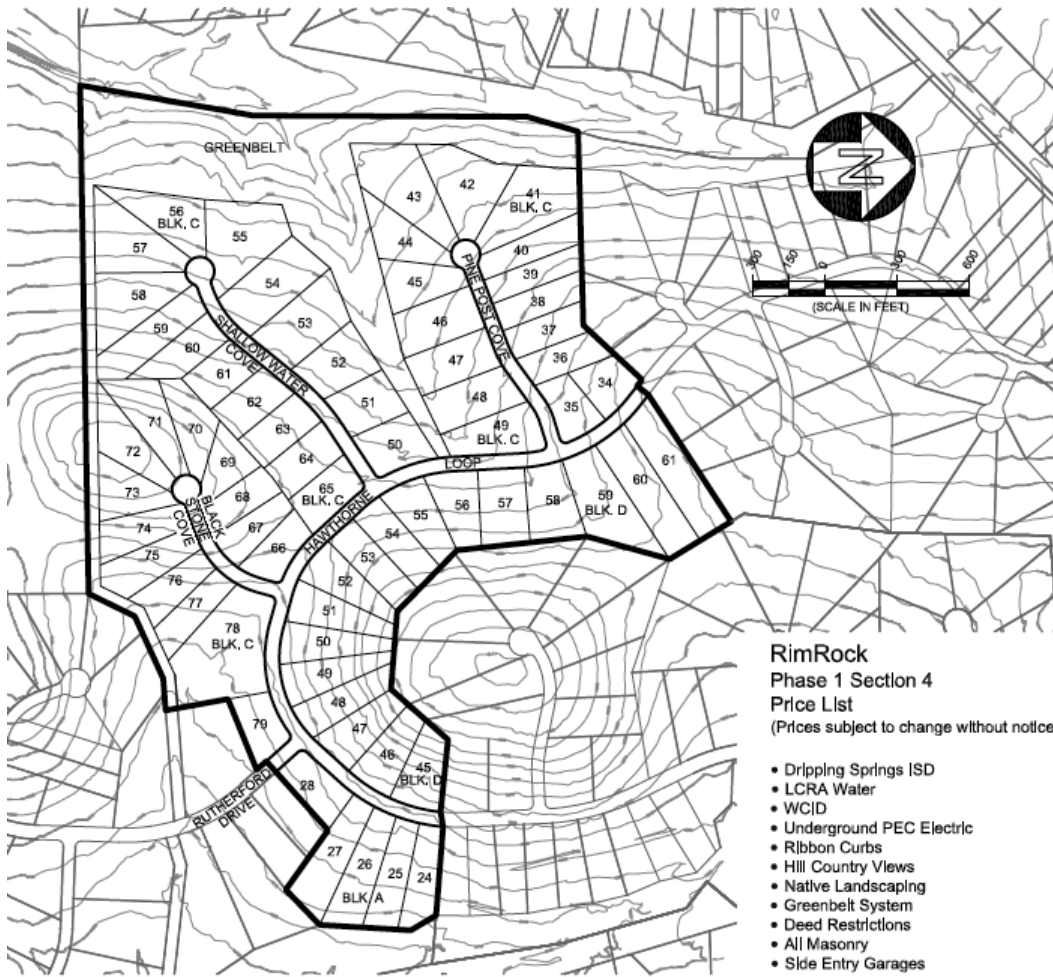 GREENBELT
56
BLK. C
55
57
54
58
53
59
60
52
61
51
62
63
50
64
65
BLK. C
SHALLOW WATER
COVE
43
42
41
BLK. C
44
40
45
39
38
46
37
47
36
34
48
35
49
BLK. C
PINE POST COVE
N
300
150
0
300
600
(SCALE IN FEET)
71
70
72
69
73
68
74
67
75
66
76
77
78
BLK. C
79
BLACK
STONE
COVE
HAWTHORNE
LOOP
61
60
59
BLK. D
58
57
56
55
54
53
52
51
50
49
48
47
46
45
BLK. D
RUTHERFORD
DRIVE
28
27
26
25
24
BLK. A
RimRock
Phase 1 Section 4
Price List
(Prices subject to change without notice
• Dripping Springs ISD
• LCRA Water
• WCID
• Underground PEC Electric
• Ribbon Curbs
• Hill Country Views
• Native Landscaping
• Greenbelt System
• Deed Restrictions
• All Masonry
• Side Entry Garages